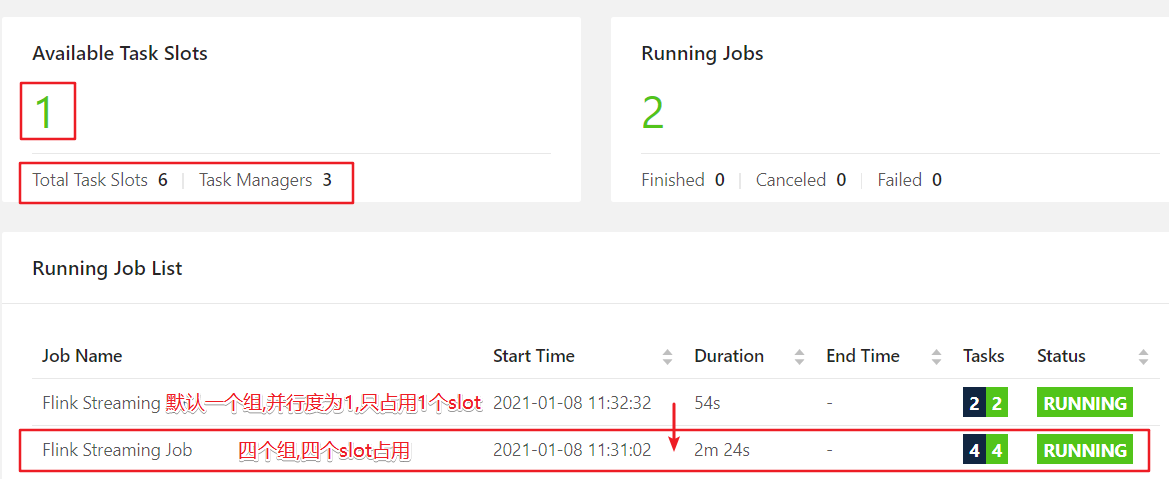 Available Task Slots
1
Total Task Slots 6 | Task Managers 3
Running Jobs
2
Finished 0 | Canceled 0 | Failed 0
Running Job List
Job Name Start Time Duration End Time Tasks Status
Flink Streaming 默认一个组,并行度为1,只占用1个slot 2021-01-08 11:32:32 54s - 2 2 RUNNING
Flink Streaming Job 四个组,四个slot占用 2021-01-08 11:31:02 2m 24s - 4 4 RUNNING